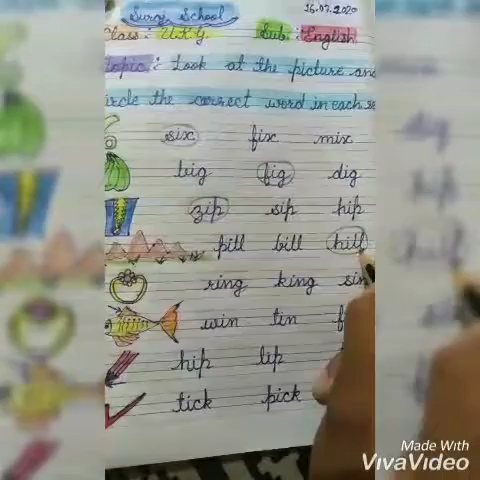 Suraj School 16.07.2020
Class: U.K.G Sub: English
Topic: Look at the picture and
circle the correct word in each
six fix mix
big fig dig
zip sip hip
pill bill hill
ring king
win tin
hip lip
tick pick
Made With
VivaVideo